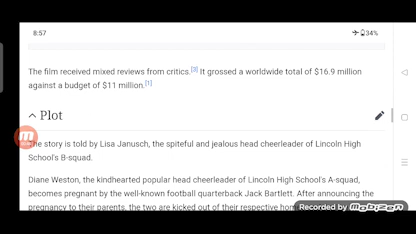 8:57
34%
The film received mixed reviews from critics.[3] It grossed a worldwide total of $16.9 million
against a budget of $11 million.[1]
Plot
The story is told by Lisa Janusch, the spiteful and jealous head cheerleader of Lincoln High
School's B-squad.
Diane Weston, the kindhearted popular head cheerleader of Lincoln High School's A-squad,
becomes pregnant by the well-known football quarterback Jack Bartlett. After announcing the
pregnancy to their parents, the two are kicked out of their respective
Recorded by Mobizen